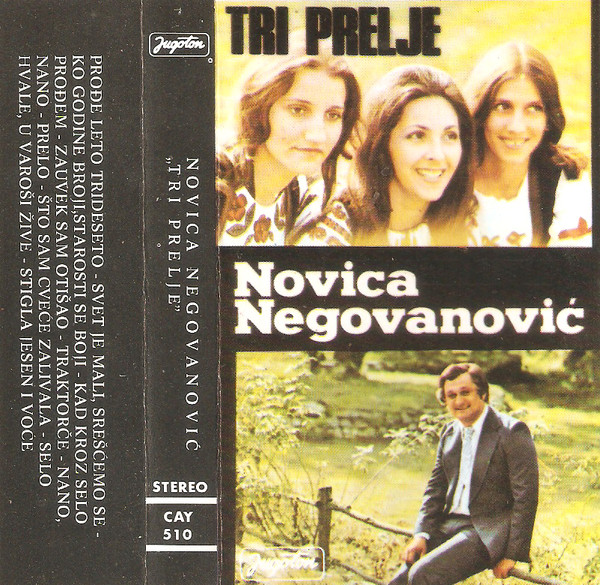 PROĐE LETO TRIDESETO - SVET JE MALI, SREŠĆEMO SE -
KO GODINE BROJI,STAROSTI SE BOJI - KAD KROZ SELO
PROĐEM - ZAUVEK SAM OTIŠAO - TRAKTORČE - NANO,
NANO - PRELO - ŠTO SAM CVEĆE ZALIVALA - SELO
HVALE, U VAROŠI ŽIVE - STIGLA JESEN I VOĆE
Jugoton
NOVICA NEGOVANOVIĆ
„TRI PRELJE”
STEREO
CAY
510
TRI PRELJE
Novica
Negovanović
Jugoton